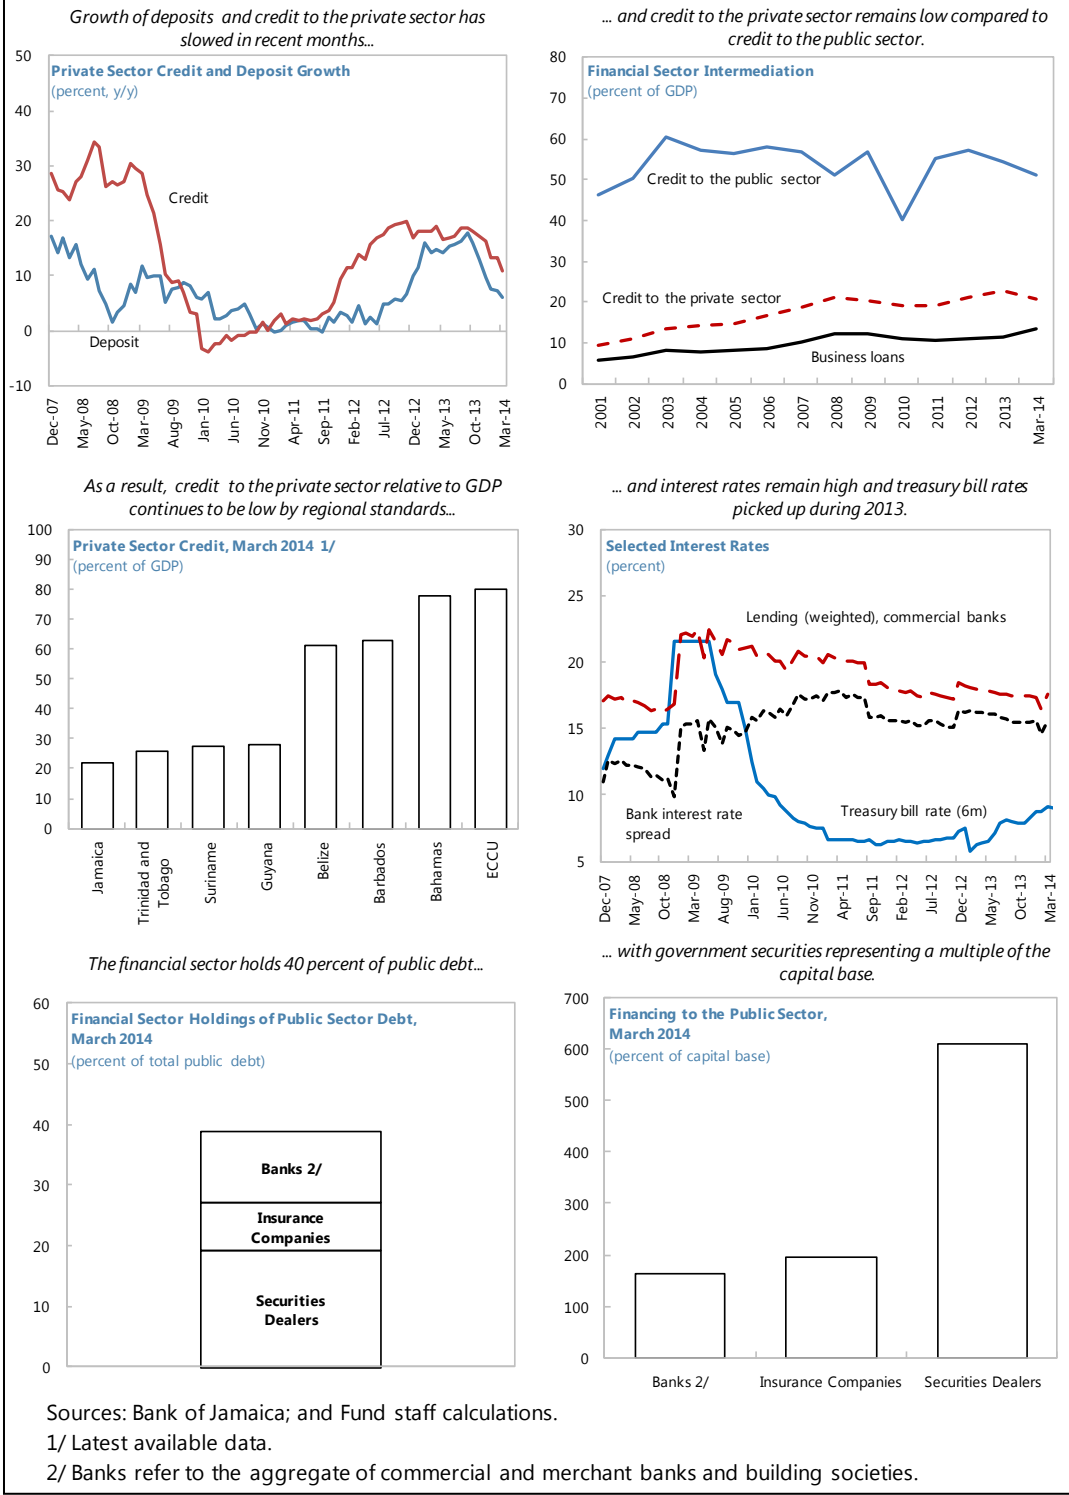 Growth of deposits and credit to the private sector has
slowed in recent months...
Private Sector Credit and Deposit Growth
(percent, y/y)
50
40
30
20
10
0
-10
Credit
Deposit
Dec-07
May-08
Oct-08
Mar-09
Aug-09
Jan-10
Jun-10
Nov-10
Apr-11
Sep-11
Feb-12
Jul-12
Dec-12
May-13
Oct-13
Mar-14
... and credit to the private sector remains low compared to
credit to the public sector.
Financial Sector Intermediation
(percent of GDP)
80
70
60
50
40
30
20
10
0
Credit to the public sector
Credit to the private sector
Business loans
2001
2002
2003
2004
2005
2006
2007
2008
2009
2010
2011
2012
2013
Mar-14
As a result, credit to the private sector relative to GDP
continues to be low by regional standards...
Private Sector Credit, March 2014 1/
(percent of GDP)
100
90
80
70
60
50
40
30
20
10
0
Jamaica
Trinidad and
Tobago
Suriname
Guyana
Belize
Barbados
Bahamas
ECCU
... and interest rates remain high and treasury bill rates
picked up during 2013.
Selected Interest Rates
(percent)
30
25
20
15
10
5
Lending (weighted), commercial banks
Bank interest rate
spread
Treasury bill rate (6m)
Dec-07
May-08
Oct-08
Mar-09
Aug-09
Jan-10
Jun-10
Nov-10
Apr-11
Sep-11
Feb-12
Jul-12
Dec-12
May-13
Oct-13
Mar-14
The financial sector holds 40 percent of public debt...
Financial Sector Holdings of Public Sector Debt,
March 2014
(percent of total public debt)
60
50
40
30
20
10
0
Banks 2/
Insurance
Companies
Securities
Dealers
... with government securities representing a multiple of the
capital base.
Financing to the Public Sector,
March 2014
(percent of capital base)
700
600
500
400
300
200
100
0
Banks 2/
Insurance Companies
Securities Dealers
Sources: Bank of Jamaica; and Fund staff calculations.
1/ Latest available data.
2/ Banks refer to the aggregate of commercial and merchant banks and building societies.